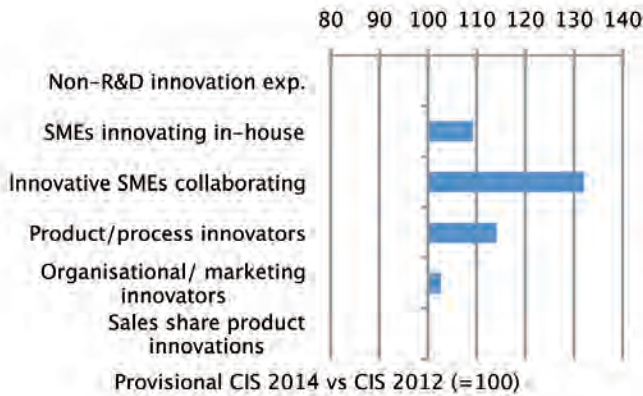 80 90 100 110 120 130 140
Non-R&D innovation exp.
SMEs innovating in-house
Innovative SMEs collaborating
Product/process innovators
Organisational/ marketing
innovators
Sales share product
innovations
Provisional CIS 2014 vs CIS 2012 (=100)